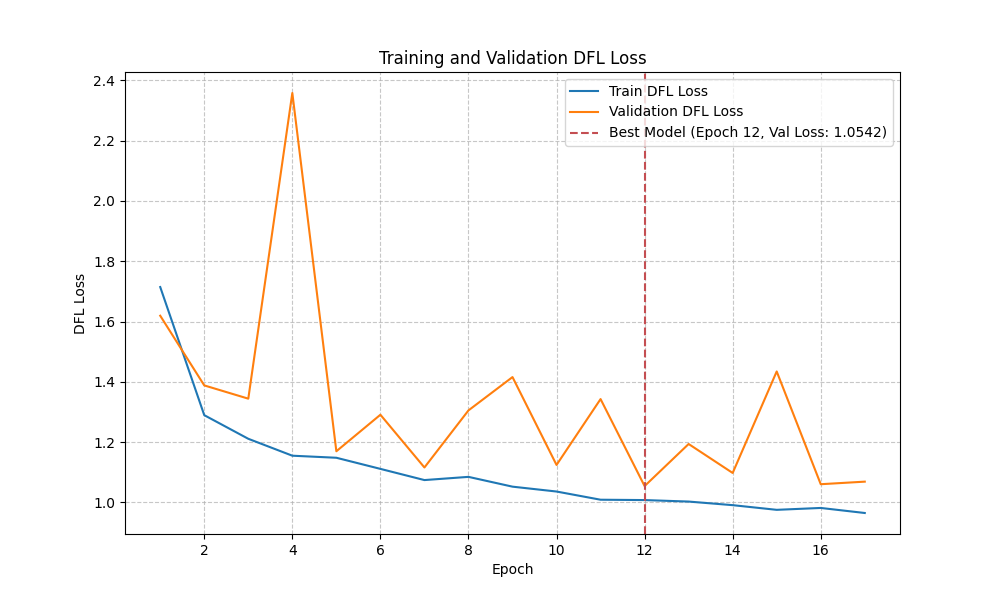 Training and Validation DFL Loss
Train DFL Loss
Validation DFL Loss
Best Model (Epoch 12, Val Loss: 1.0542)
DFL Loss
2.4
2.2
2.0
1.8
1.6
1.4
1.2
1.0
2 4 6 8 10 12 14 16
Epoch